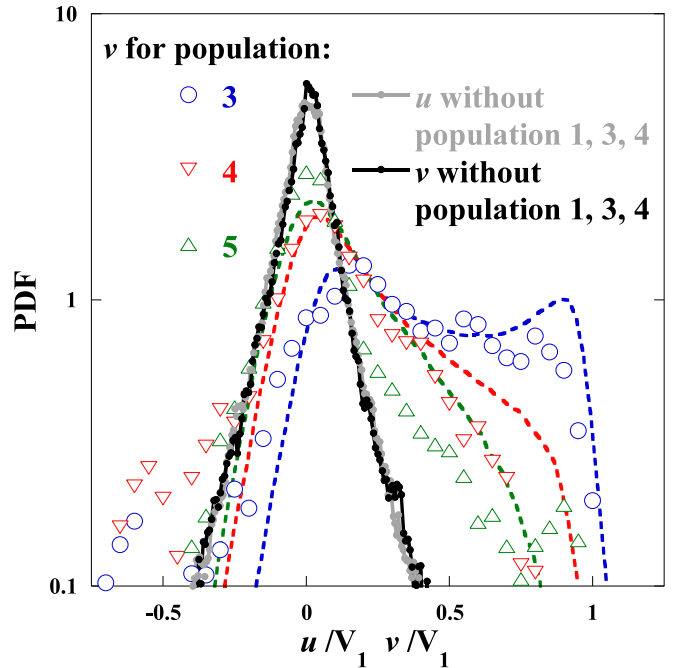 10
v for population:
3
u without
population 1, 3, 4
4
v without
population 1, 3, 4
5
PDF
1
0.1
-0.5 0 0.5 1
u /V1 v /V1